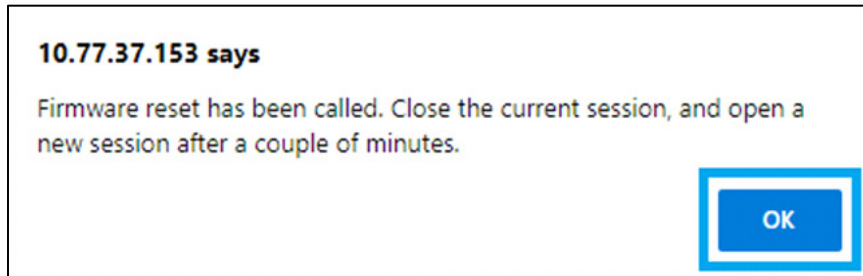 10.77.37.153 says
Firmware reset has been called. Close the current session, and open a
new session after a couple of minutes.
OK